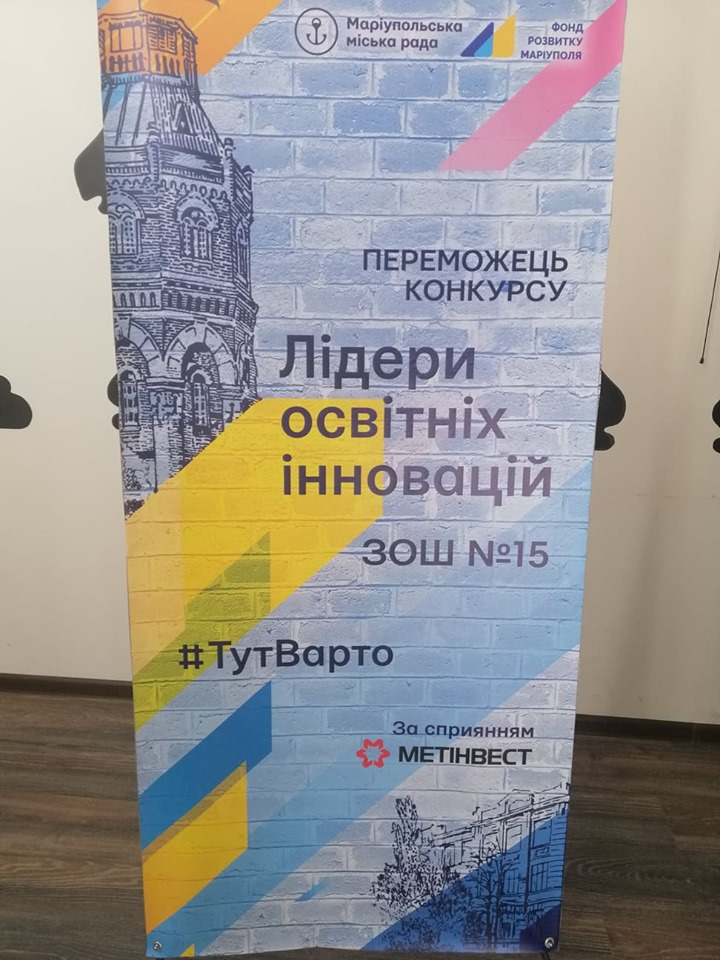 Маріупольська
міська рада
ФОНД
РОЗВИТКУ
МАРІУПОЛЯ
ПЕРЕМОЖЕЦЬ
КОНКУРСУ
Лідери
освітніх
інновацій
ЗОШ №15
#ТутВарто
За сприянням
МЕТІНВЕСТ